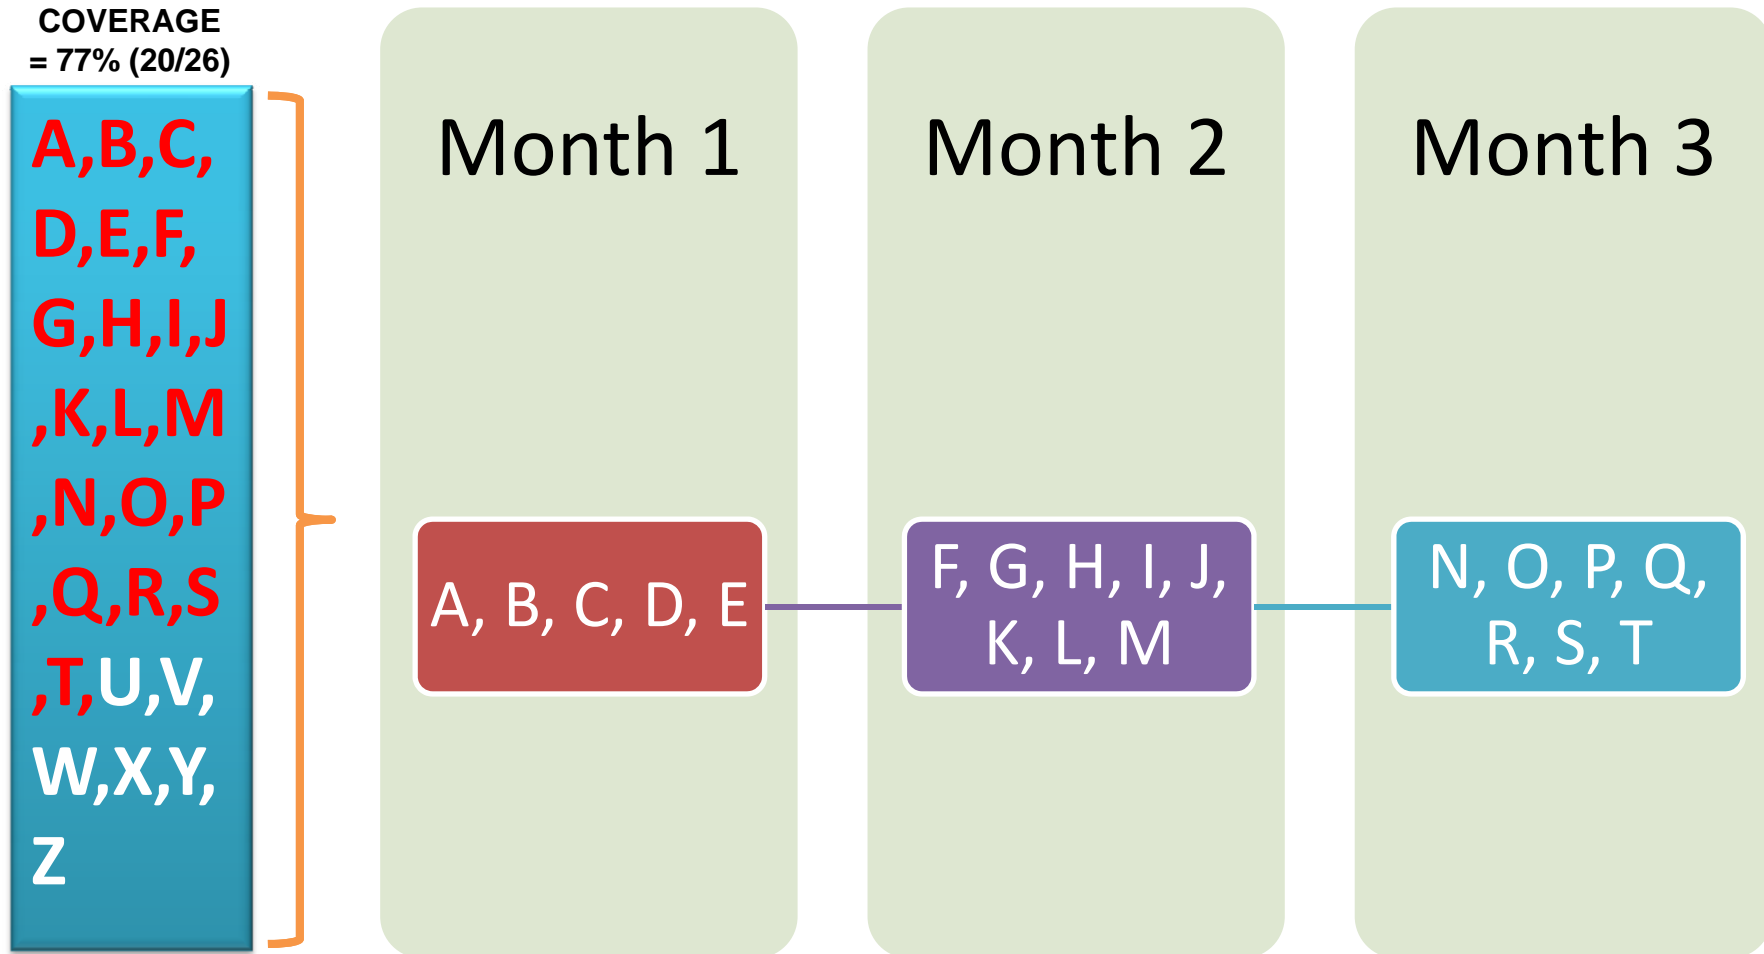 COVERAGE
= 77% (20/26)
A,B,C,
D,E,F,
G,H,I,J
,K,L,M
,N,O,P
,Q,R,S
,T,U,V,
W,X,Y,
Z
Month 1
A, B, C, D, E
Month 2
F, G, H, I, J,
K, L, M
Month 3
N, O, P, Q,
R, S, T